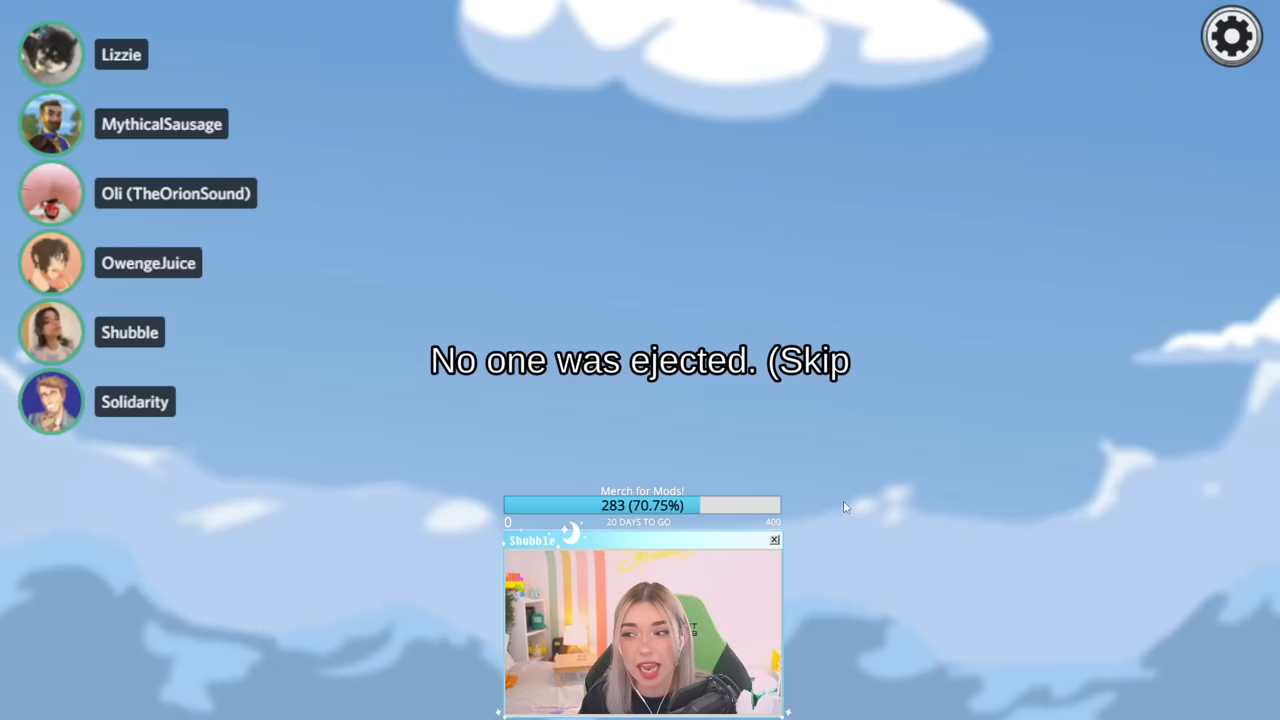 Lizzie
MythicalSausage
Oli (TheOrionSound)
OwengeJuice
Shubble
Solidarity
No one was ejected. (Skip
Merch for Mods!
283 (70.75%)
0
20 DAYS TO GO
400
Shubble